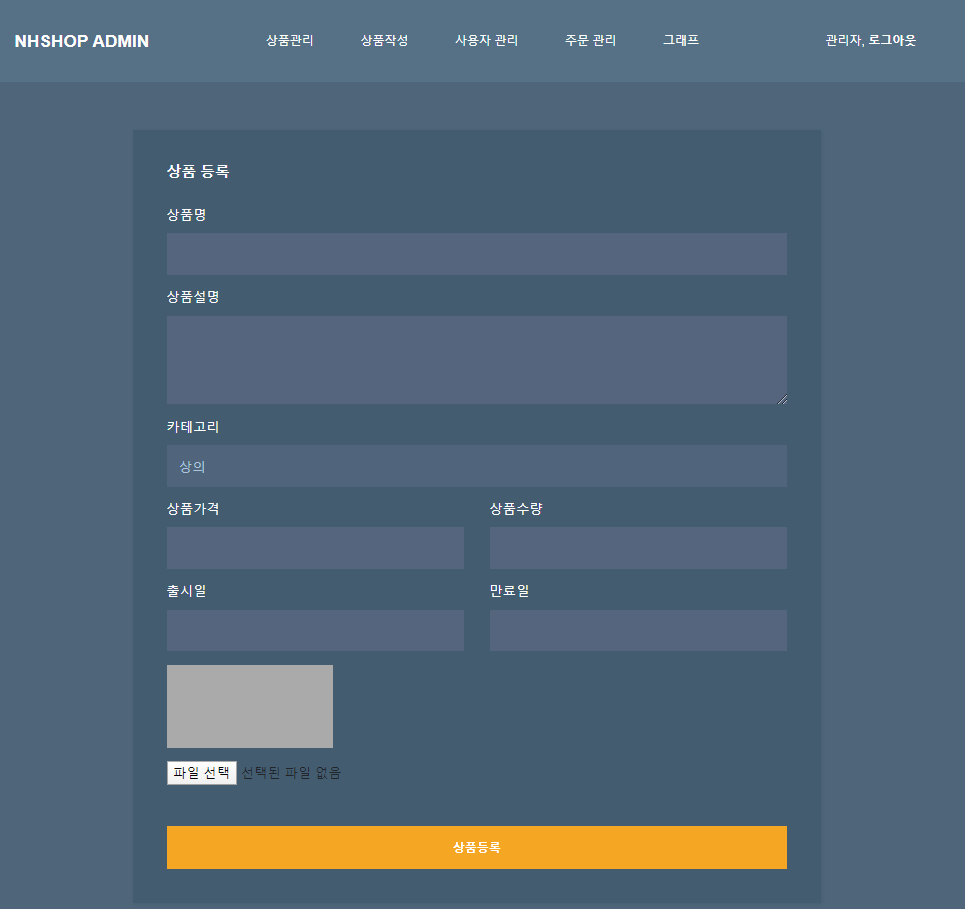 NHSHOP ADMIN 상품관리 상품작성 사용자 관리 주문 관리 그래프 관리자, 로그아웃
상품 등록
상품명
상품설명
카테고리
상의
상품가격 상품수량
출시일 만료일
파일 선택 선택된 파일 없음
상품등록